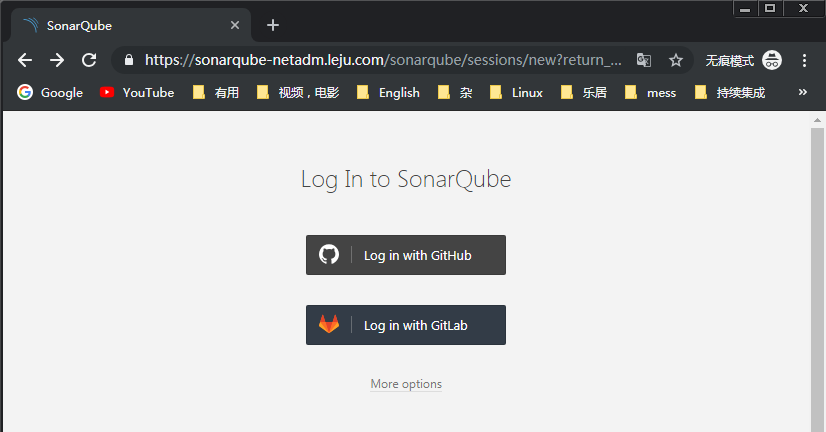 SonarQube
https://sonarqube-netadm.leju.com/sonarqube/sessions/new?return_... 无痕模式
Google YouTube 有用 视频，电影 English 杂 Linux 乐居 mess 持续集成 »
Log In to SonarQube
Log in with GitHub
Log in with GitLab
More options